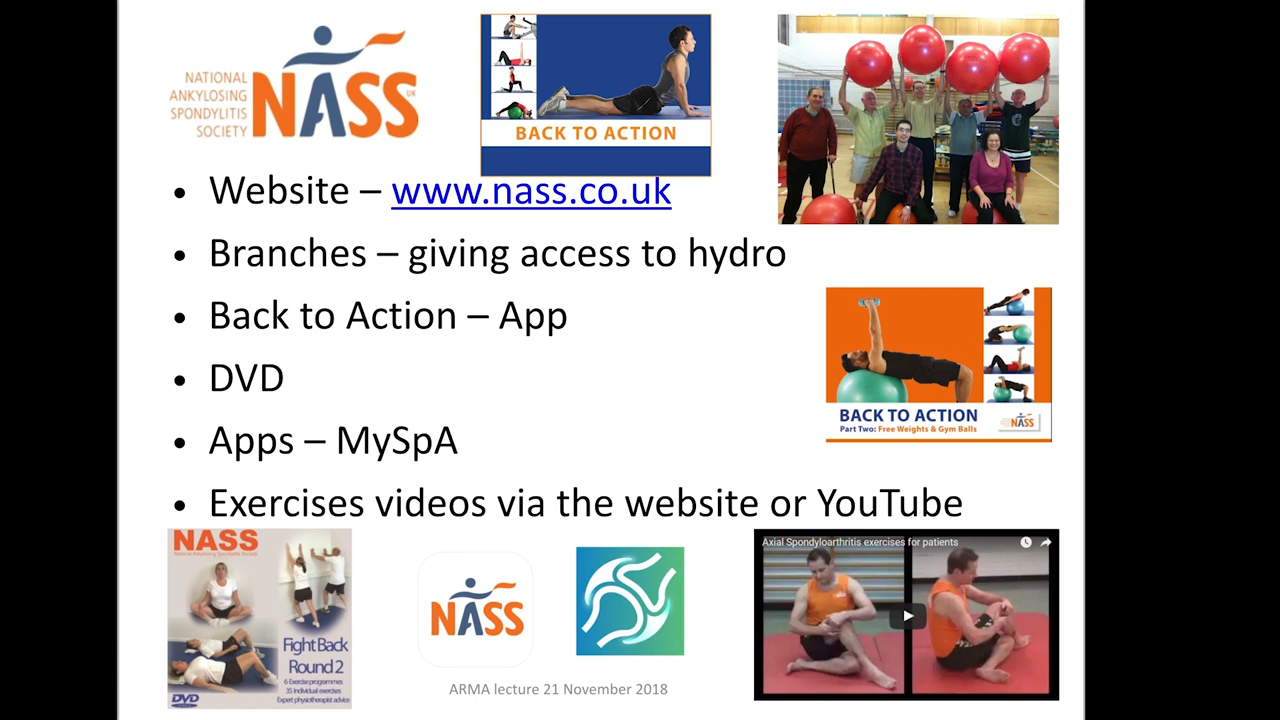 NATIONAL
ANKYLOSING
SPONDYLITIS
SOCIETY
NASS
UK
BACK TO ACTION
• Website – www.nass.co.uk
• Branches – giving access to hydro
• Back to Action – App
• DVD
• Apps – MySpA
• Exercises videos via the website or YouTube
BACK TO ACTION
Part Two: Free Weights & Gym Balls
NASS
NASS
National Ankylosing Spondylitis Society
Fight Back
Round 2
6 Exercise programmes
35 Individual exercises
Expert physiotherapist advice
DVD
NASS
Axial Spondyloarthritis exercises for patients
ARMA lecture 21 November 2018